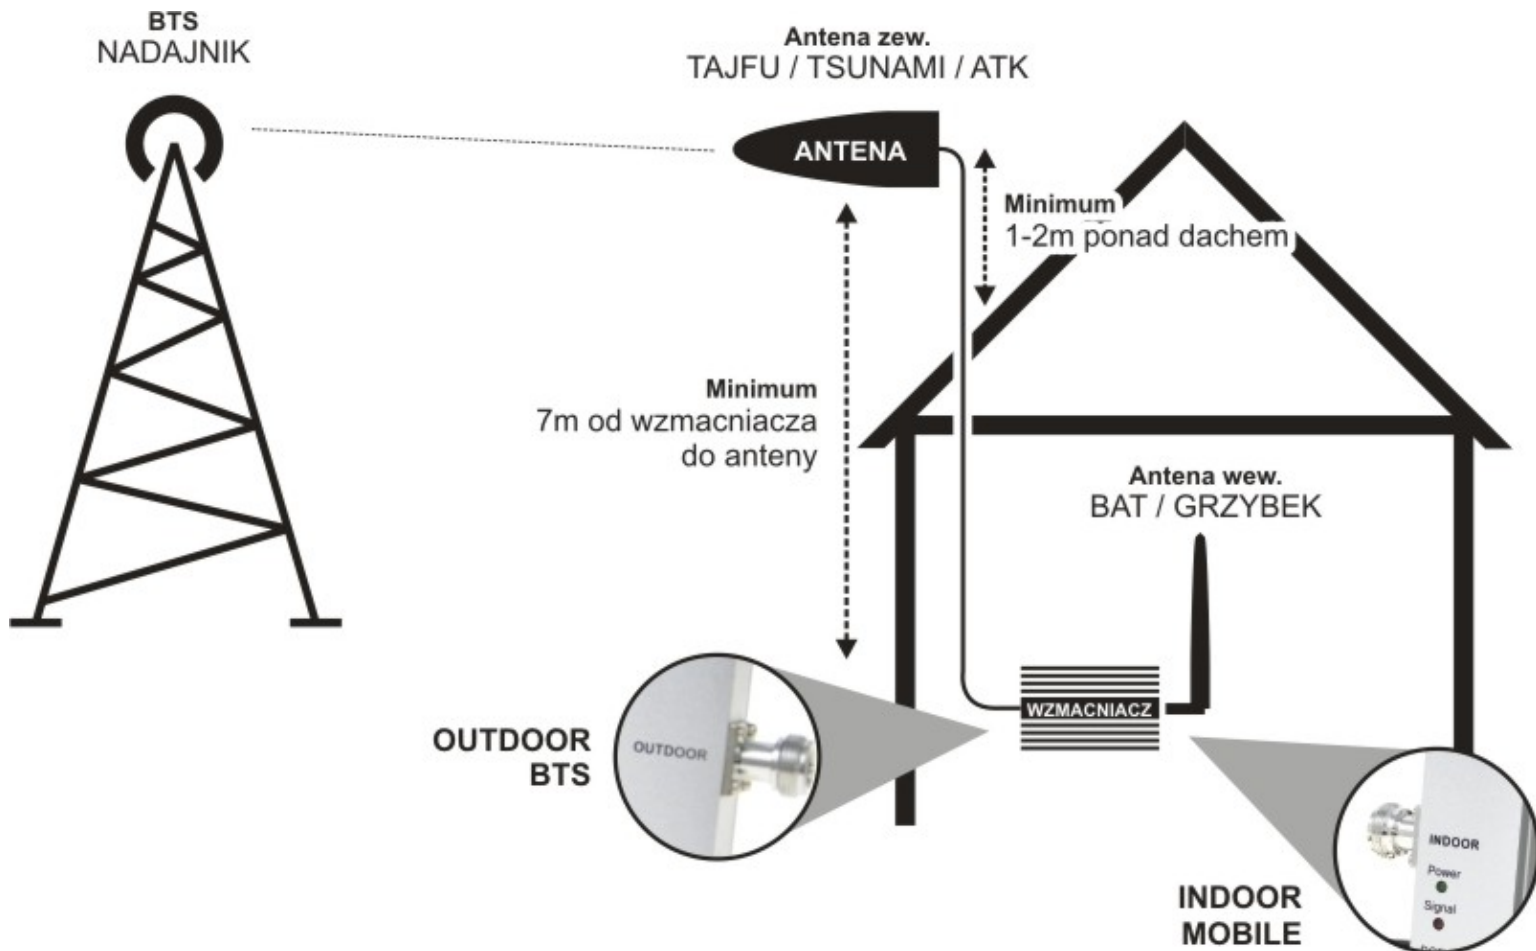 BTS
NADAJNIK
Antena zew.
TAJFU / TSUNAMI / ATK
ANTENA
Minimum
1-2m ponad dachem
Minimum
7m od wzmacniacza
do anteny
Antena wew.
BAT / GRZYBEK
WZMACNIACZ
OUTDOOR
BTS
OUTDOOR
INDOOR
Power
Signal
INDOOR
MOBILE